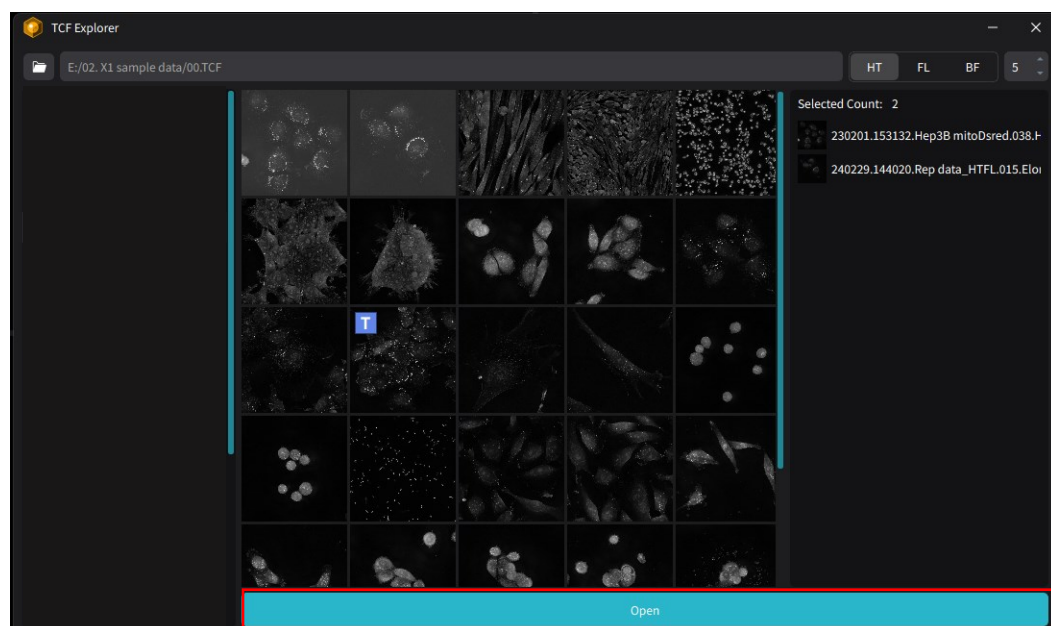 TCF Explorer
E:/02. X1 sample data/00.TCF
HT FL BF 5
Selected Count: 2
230201.153132.Hep3B mitoDsred.038.H
240229.144020.Rep data_HTFL.015.Elo
T
Open